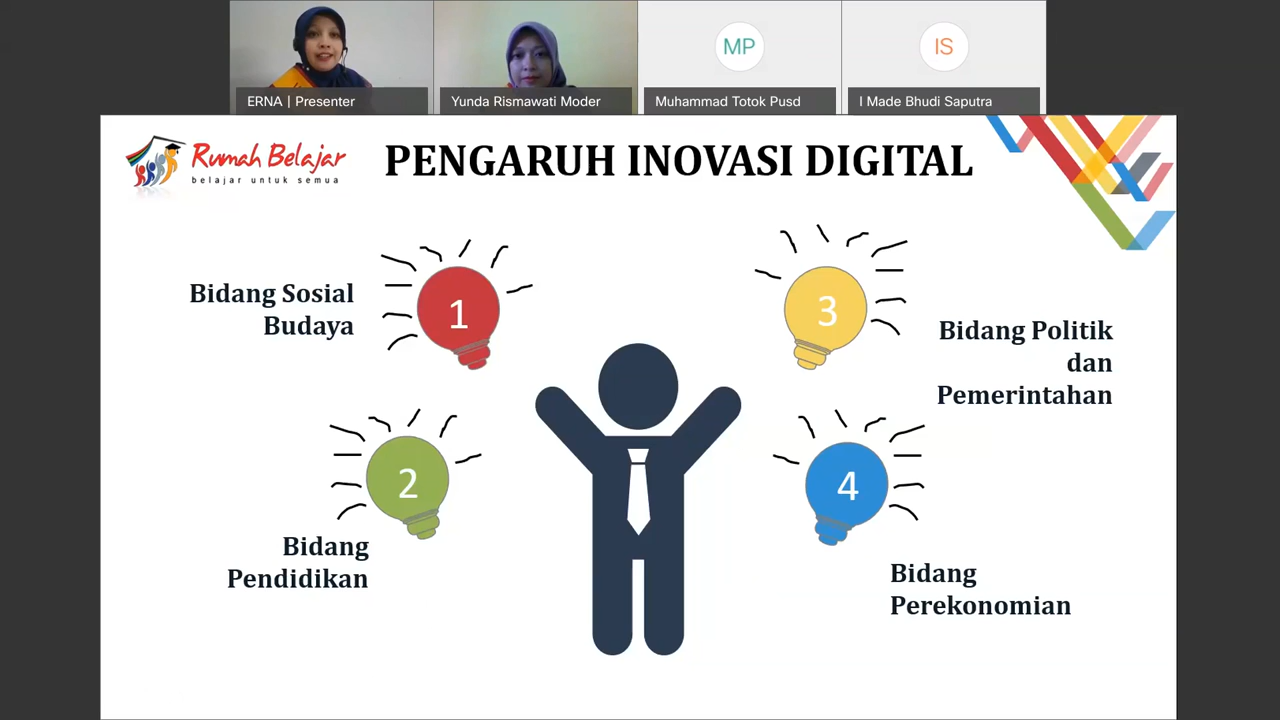 ERNA | Presenter
Yunda Rismawati Moder
MP
Muhammad Totok Pusd
IS
I Made Bhudi Saputra
Rumah Belajar
belajar untuk semua
PENGARUH INOVASI DIGITAL
Bidang Sosial
Budaya
1
2
Bidang
Pendidikan
3
Bidang Politik
dan
Pemerintahan
4
Bidang
Perekonomian